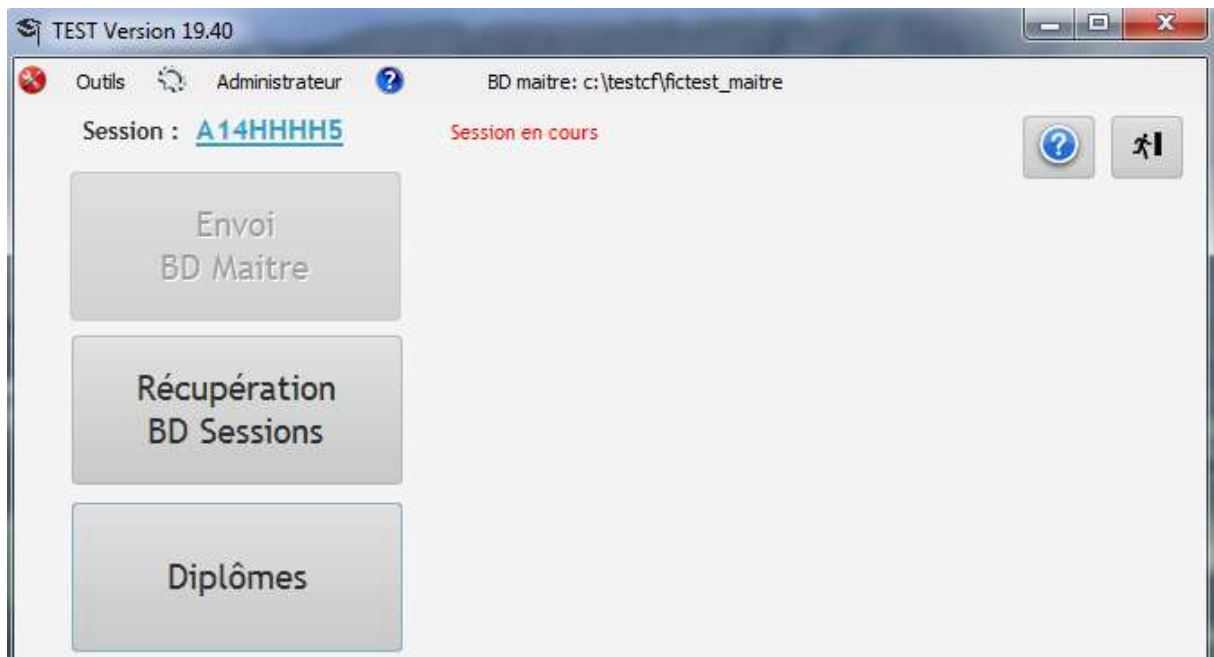 TEST Version 19.40
Outils Administrateur BD maitre: c:\testcf\fictest_maitre
Session : A14HHHH5 Session en cours
Envoi
BD Maitre
Récupération
BD Sessions
Diplômes